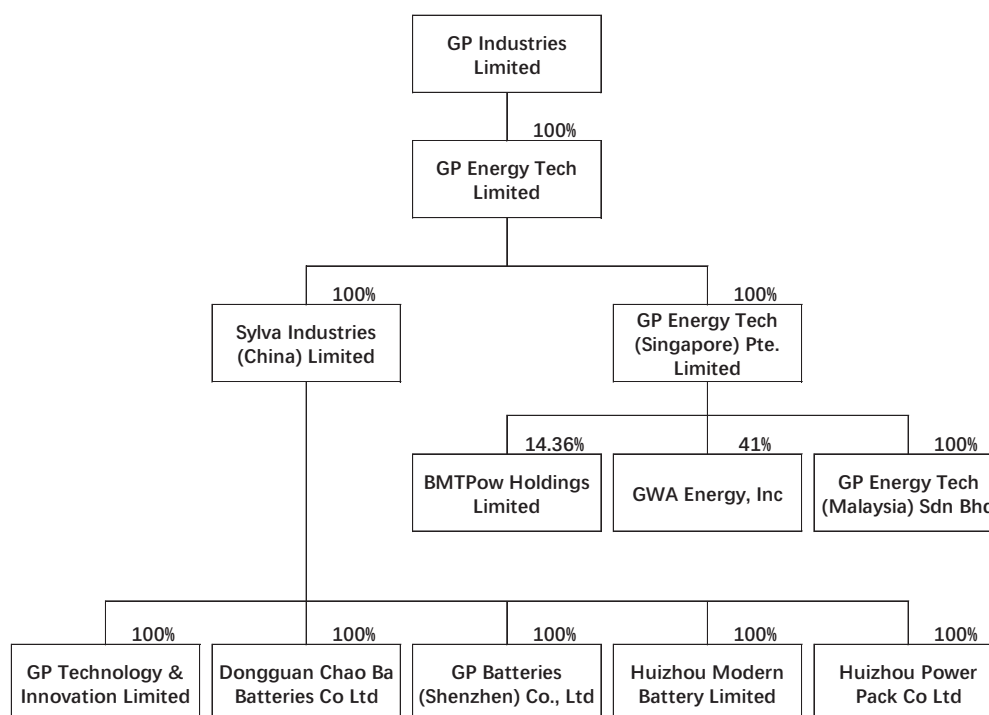 GP Industries
Limited
100%
GP Energy Tech
Limited
100%
Sylva Industries
(China) Limited
100%
GP Energy Tech
(Singapore) Pte.
Limited
14.36%
BMTPow Holdings
Limited
41%
GWA Energy, Inc
100%
GP Energy Tech
(Malaysia) Sdn Bhd
100%
GP Technology &
Innovation Limited
100%
Dongguan Chao Ba
Batteries Co Ltd
100%
GP Batteries
(Shenzhen) Co., Ltd
100%
Huizhou Modern
Battery Limited
100%
Huizhou Power
Pack Co Ltd